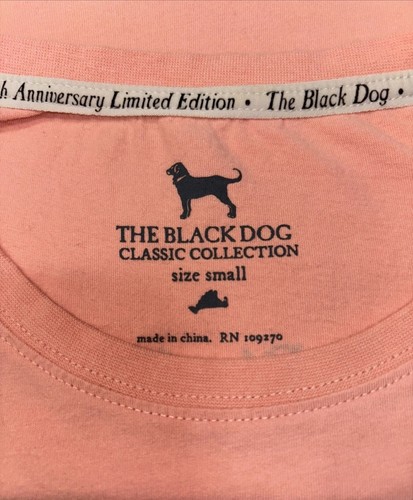 h Anniversary Limited Edition • The Black Dog •
THE BLACK DOG
CLASSIC COLLECTION
size small
made in china. RN 109270